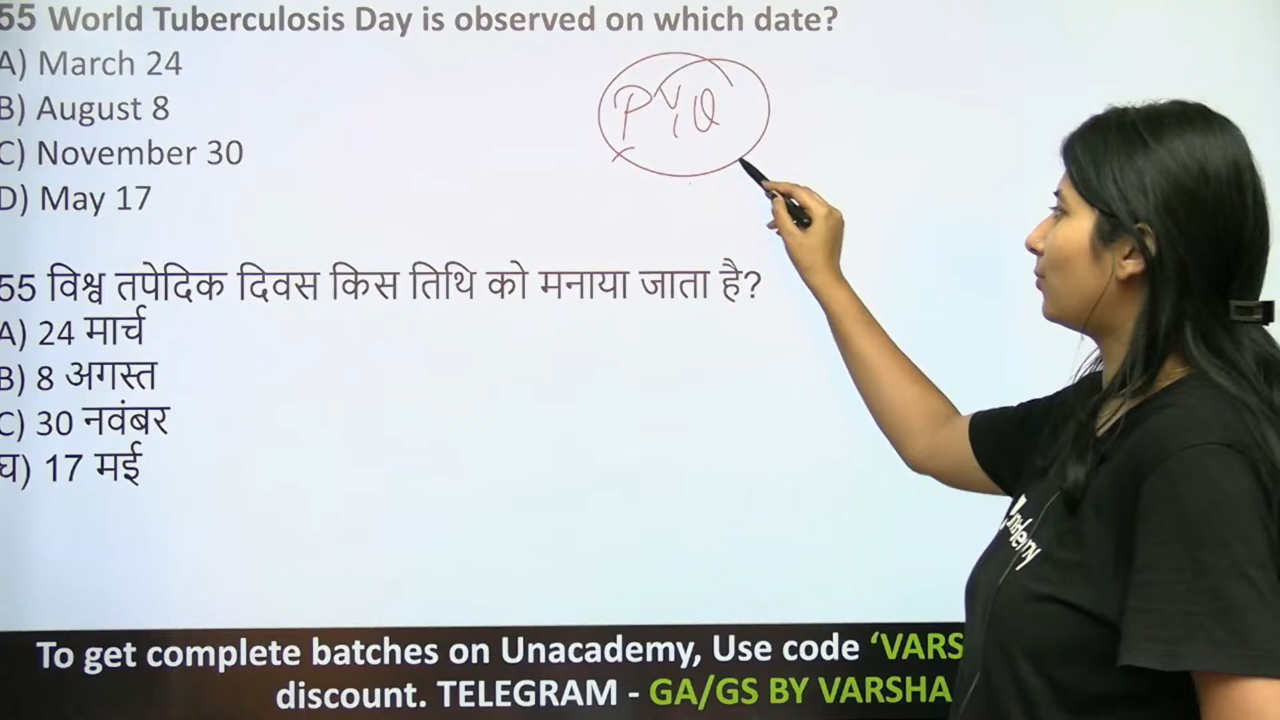 55 World Tuberculosis Day is observed on which date?
A) March 24
B) August 8
C) November 30
D) May 17
PYQ
55 विश्व तपेदिक दिवस किस तिथि को मनाया जाता है?
A) 24 मार्च
B) 8 अगस्त
C) 30 नवंबर
घ) 17 मई
To get complete batches on Unacademy, Use code ‘VARS
discount. TELEGRAM - GA/GS BY VARSHA